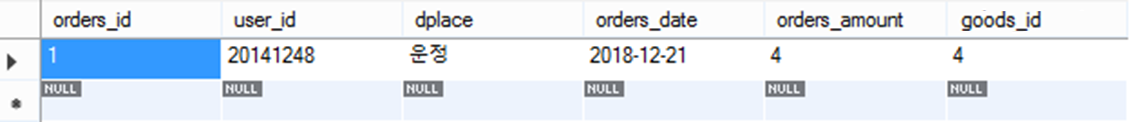 orders_id user_id dplace orders_date orders_amount goods_id
1 20141248 운정 2018-12-21 4 4
NULL NULL NULL NULL NULL NULL